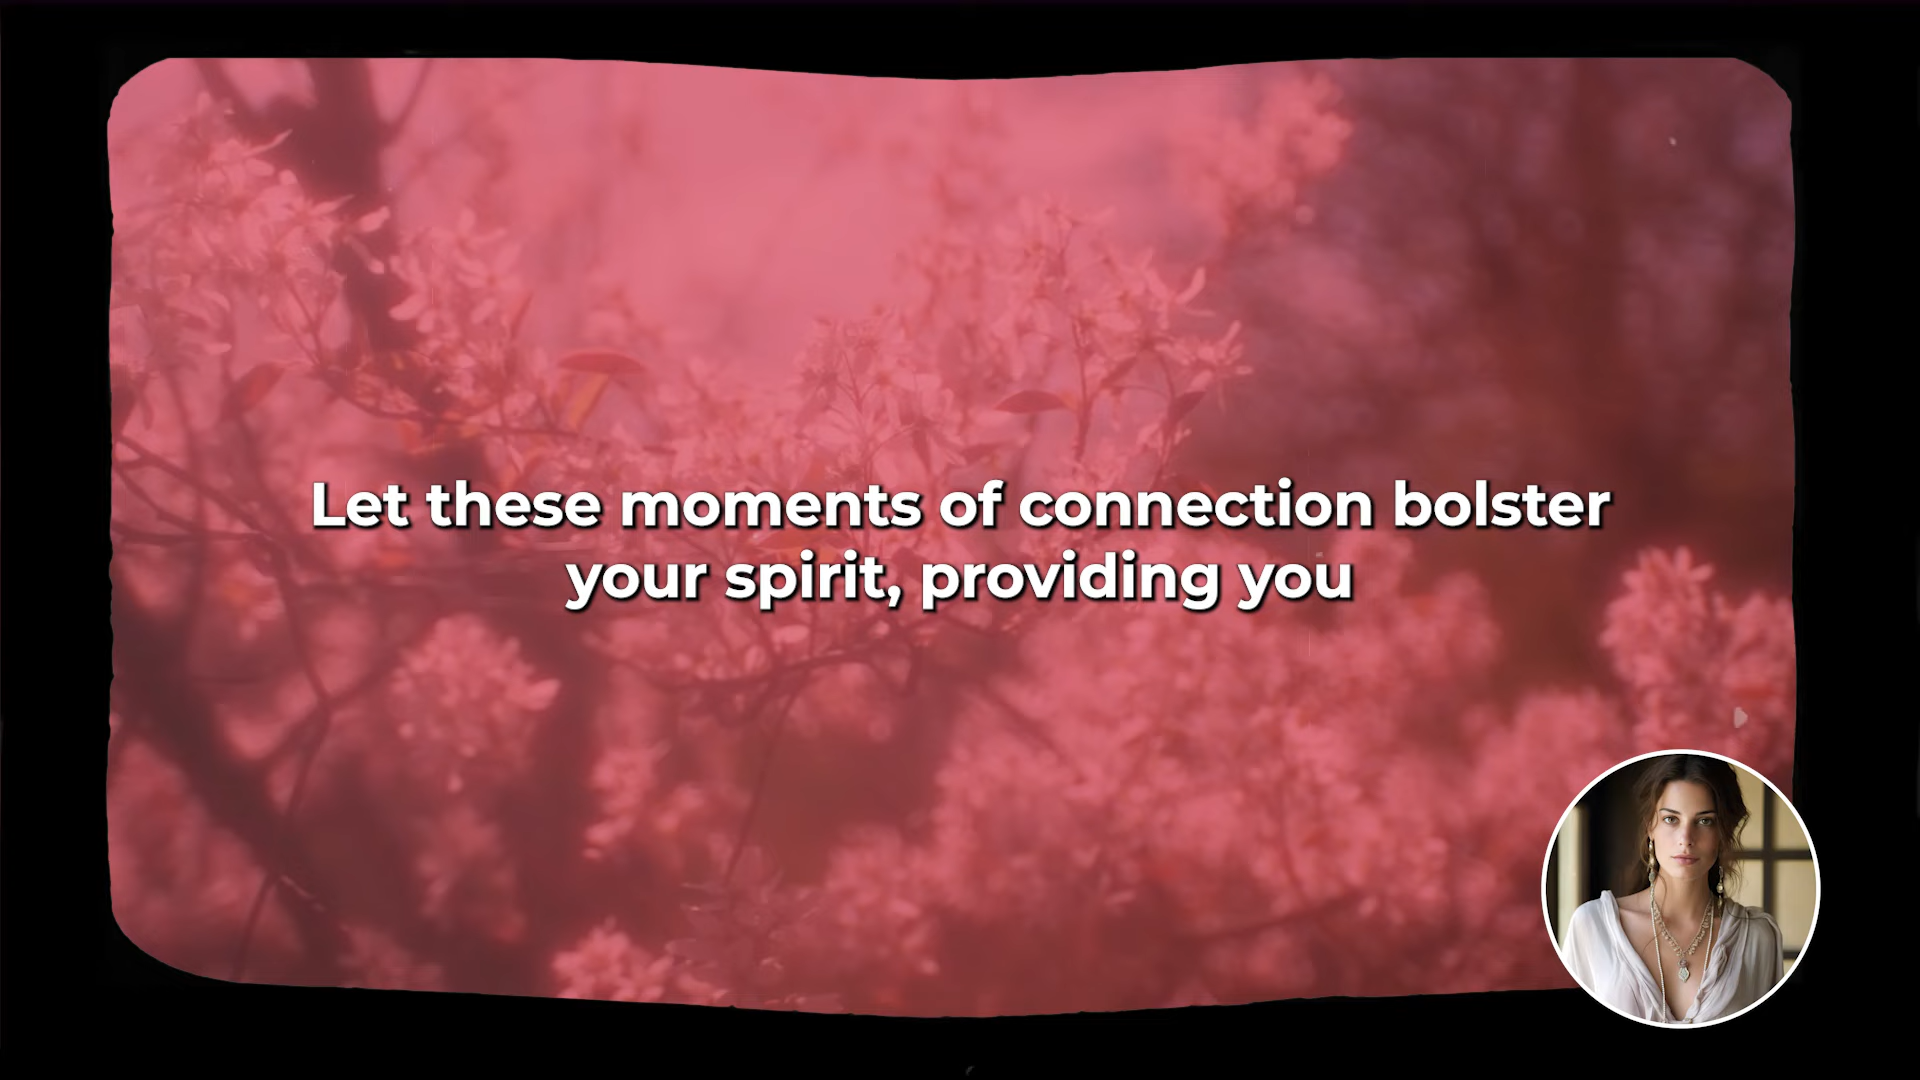 Let these moments of connection bolster
your spirit, providing you